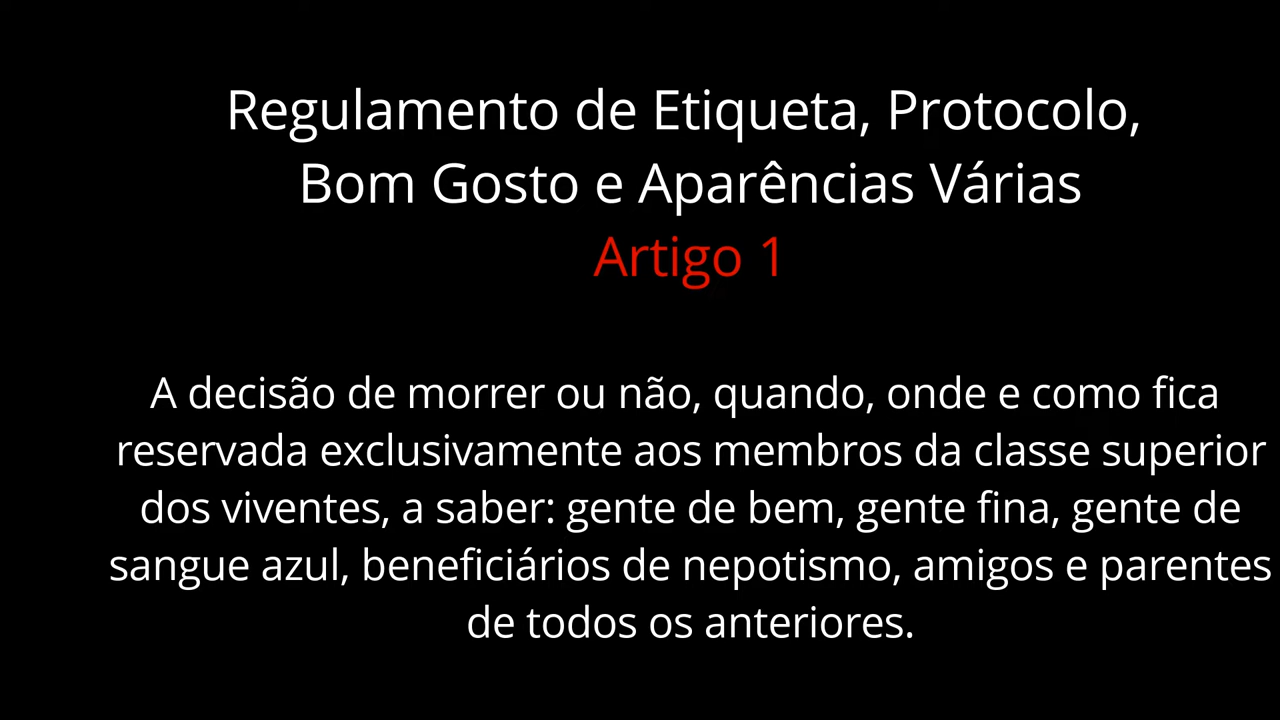 Regulamento de Etiqueta, Protocolo,
Bom Gosto e Aparências Várias
Artigo 1
A decisão de morrer ou não, quando, onde e como fica
reservada exclusivamente aos membros da classe superior
dos viventes, a saber: gente de bem, gente fina, gente de
sangue azul, beneficiários de nepotismo, amigos e parentes
de todos os anteriores.